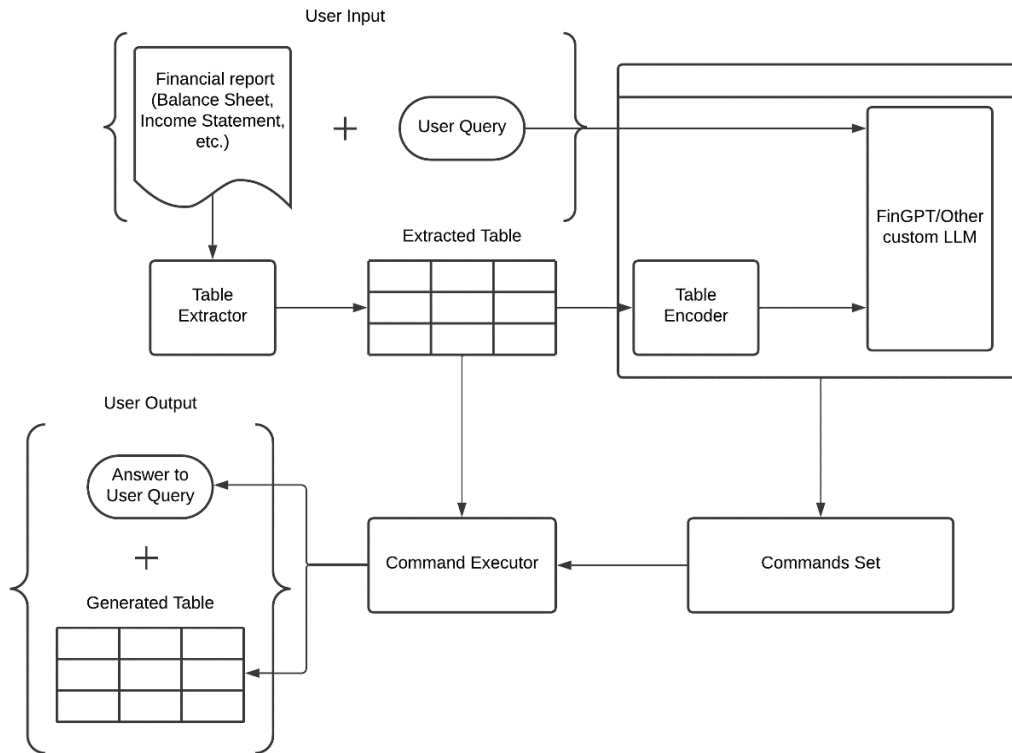 User Input
Financial report
(Balance Sheet,
Income Statement,
etc.)
User Query
FinGPT/Other
custom LLM
Extracted Table
Table
Extractor
Table
Encoder
User Output
Answer to
User Query
Command Executor
Commands Set
Generated Table